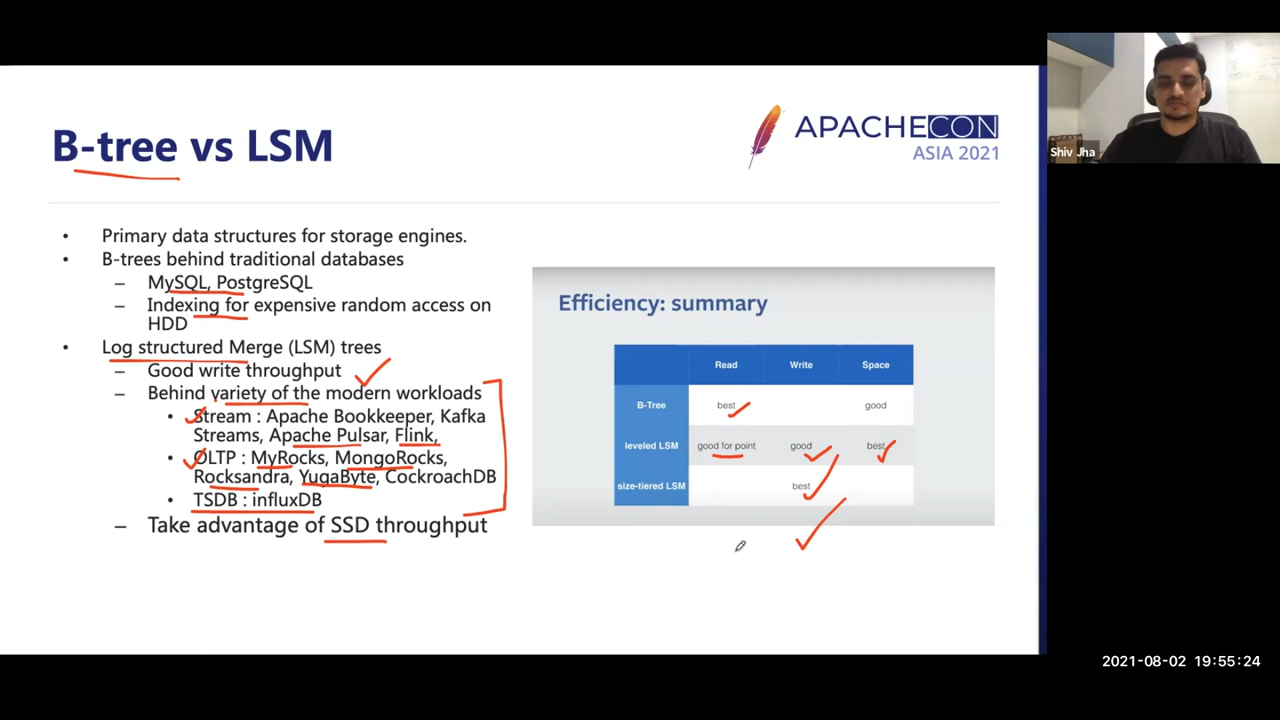 B-tree vs LSM
APACHECON
ASIA 2021
Shiv Jha
• Primary data structures for storage engines.
• B-trees behind traditional databases
– MySQL, PostgreSQL
– Indexing for expensive random access on
HDD
• Log structured Merge (LSM) trees
– Good write throughput
– Behind variety of the modern workloads
• Stream : Apache Bookkeeper, Kafka
Streams, Apache Pulsar, Flink,
• OLTP : MyRocks, MongoRocks,
Rocksandra, YugaByte, CockroachDB
• TSDB : influxDB
– Take advantage of SSD throughput
Efficiency: summary
Read Write Space
B-Tree best good
leveled LSM good for point good best
size-tiered LSM best
2021-08-02 19:55:24